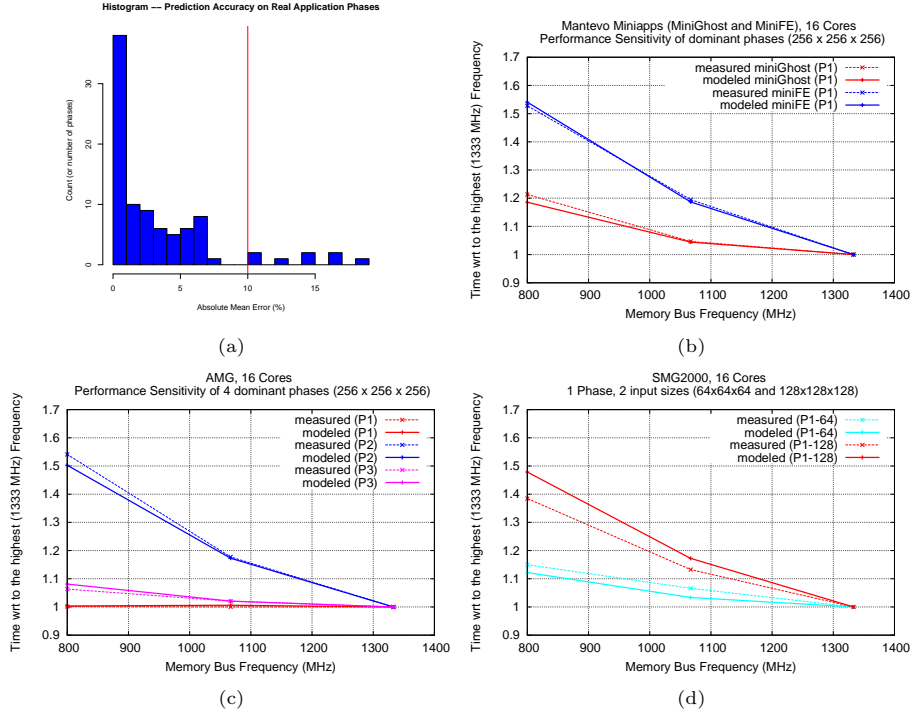 Histogram −− Prediction Accuracy on Real Application Phases
Count (or number of phases)
30
20
10
0
0
5
10
15
Absolute Mean Error (%)
(a)
Mantevo Miniapps (MiniGhost and MiniFE), 16 Cores
Performance Sensitivity of dominant phases (256 x 256 x 256)
Time wrt to the highest (1333 MHz) Frequency
1.7
1.6
1.5
1.4
1.3
1.2
1.1
1
0.9
measured miniGhost (P1)
modeled miniGhost (P1)
measured miniFE (P1)
modeled miniFE (P1)
800 900 1000 1100 1200 1300 1400
Memory Bus Frequency (MHz)
(b)
AMG, 16 Cores
Performance Sensitivity of 4 dominant phases (256 x 256 x 256)
Time wrt to the highest (1333 MHz) Frequency
1.7
1.6
1.5
1.4
1.3
1.2
1.1
1
0.9
measured (P1)
modeled (P1)
measured (P2)
modeled (P2)
measured (P3)
modeled (P3)
800 900 1000 1100 1200 1300 1400
Memory Bus Frequency (MHz)
(c)
SMG2000, 16 Cores
1 Phase, 2 input sizes (64x64x64 and 128x128x128)
Time wrt to the highest (1333 MHz) Frequency
1.7
1.6
1.5
1.4
1.3
1.2
1.1
1
0.9
measured (P1-64)
modeled (P1-64)
measured (P1-128)
modeled (P1-128)
800 900 1000 1100 1200 1300 1400
Memory Bus Frequency (MHz)
(d)